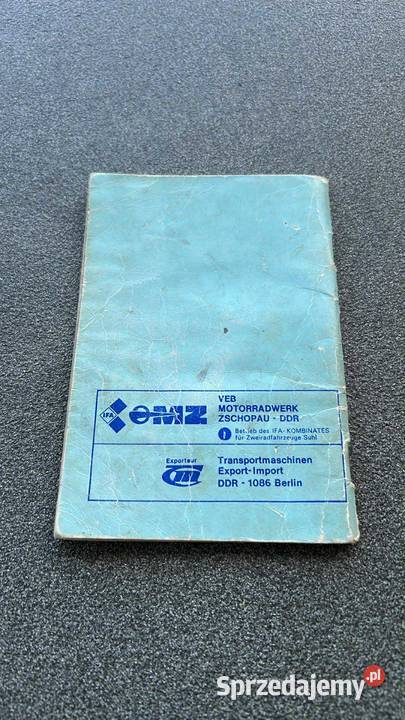 IFA
MZ
VEB
MOTORRADWERK
ZSCHOPAU - DDR
Betrieb des IFA-KOMBINATES
für Zweiradfahrzeuge Suhl
Exporteur
Transportmaschinen
Export-Import
DDR - 1086 Berlin
Sprzedajemy.pl